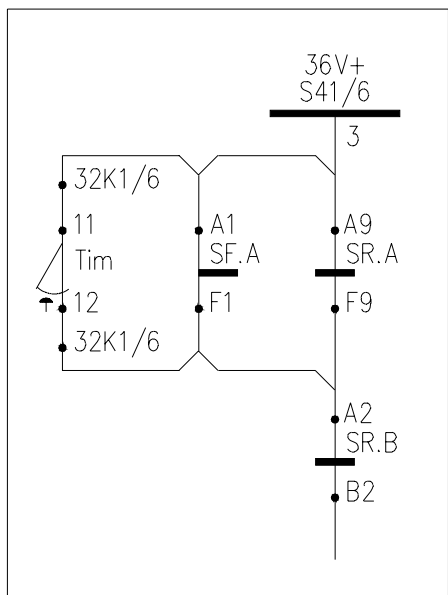 36V+
S41/6
3
32K1/6
11
Tim
12
32K1/6
A1
SF.A
F1
A9
SR.A
F9
A2
SR.B
B2